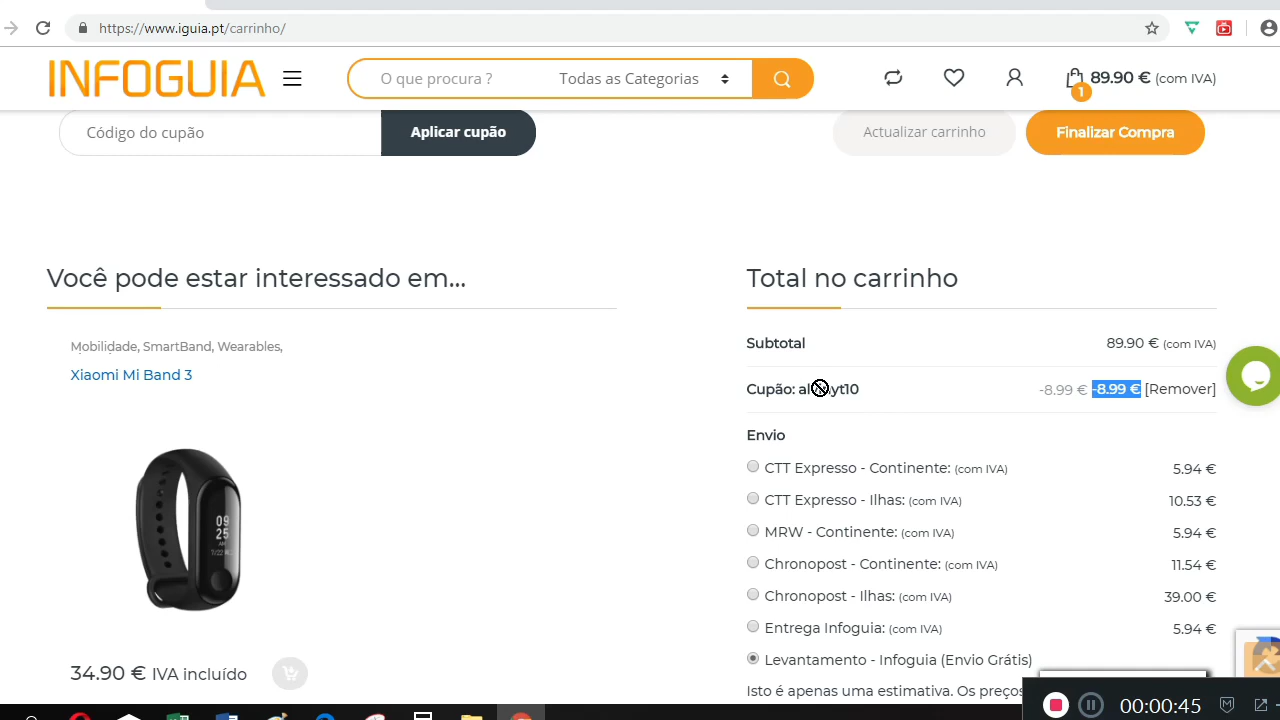 https://www.iguia.pt/carrinho/
INFOGUIA
O que procura ?
Todas as Categorias
89.90 € (com IVA)
1
Código do cupão
Aplicar cupão
Actualizar carrinho
Finalizar Compra
Você pode estar interessado em...
Mobilidade, SmartBand, Wearables,
Xiaomi Mi Band 3
09
25
34.90 € IVA incluído
Total no carrinho
Subtotal 89.90 € (com IVA)
Cupão: -8.99 € -8.99 € [Remover]
Envio
CTT Expresso - Continente: (com IVA) 5.94 €
CTT Expresso - Ilhas: (com IVA) 10.53 €
MRW - Continente: (com IVA) 5.94 €
Chronopost - Continente: (com IVA) 11.54 €
Chronopost - Ilhas: (com IVA) 39.00 €
Entrega Infoguia: (com IVA) 5.94 €
Levantamento - Infoguia (Envio Grátis)
Isto é apenas uma estimativa. Os preços
00:00:45